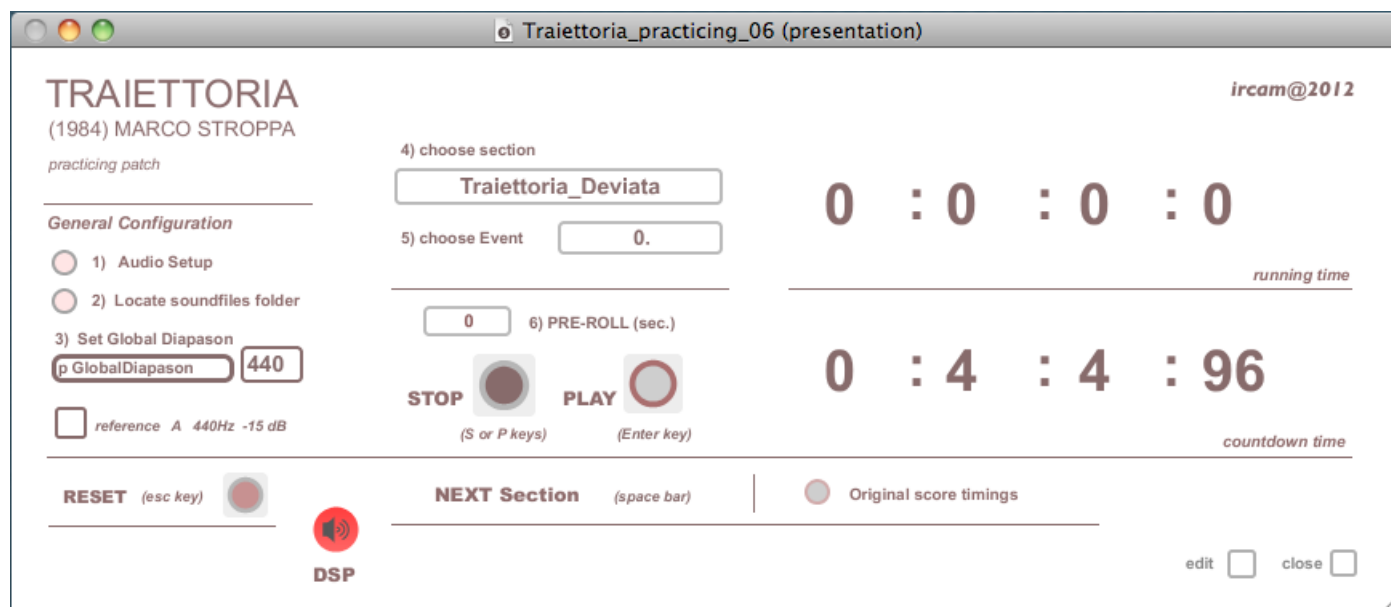 Traiettoria_practicing_06 (presentation)
TRAIETTORIA
(1984) MARCO STROPPA
practicing patch
ircam@2012
General Configuration
1) Audio Setup
2) Locate soundfiles folder
3) Set Global Diapason
p GlobalDiapason 440
reference A 440Hz -15 dB
4) choose section
Traiettoria_Deviata
5) choose Event 0.
0 6) PRE-ROLL (sec.)
STOP PLAY
(S or P keys) (Enter key)
0 : 0 : 0 : 0
running time
0 : 4 : 4 : 96
countdown time
RESET (esc key)
DSP
NEXT Section (space bar)
Original score timings
edit close